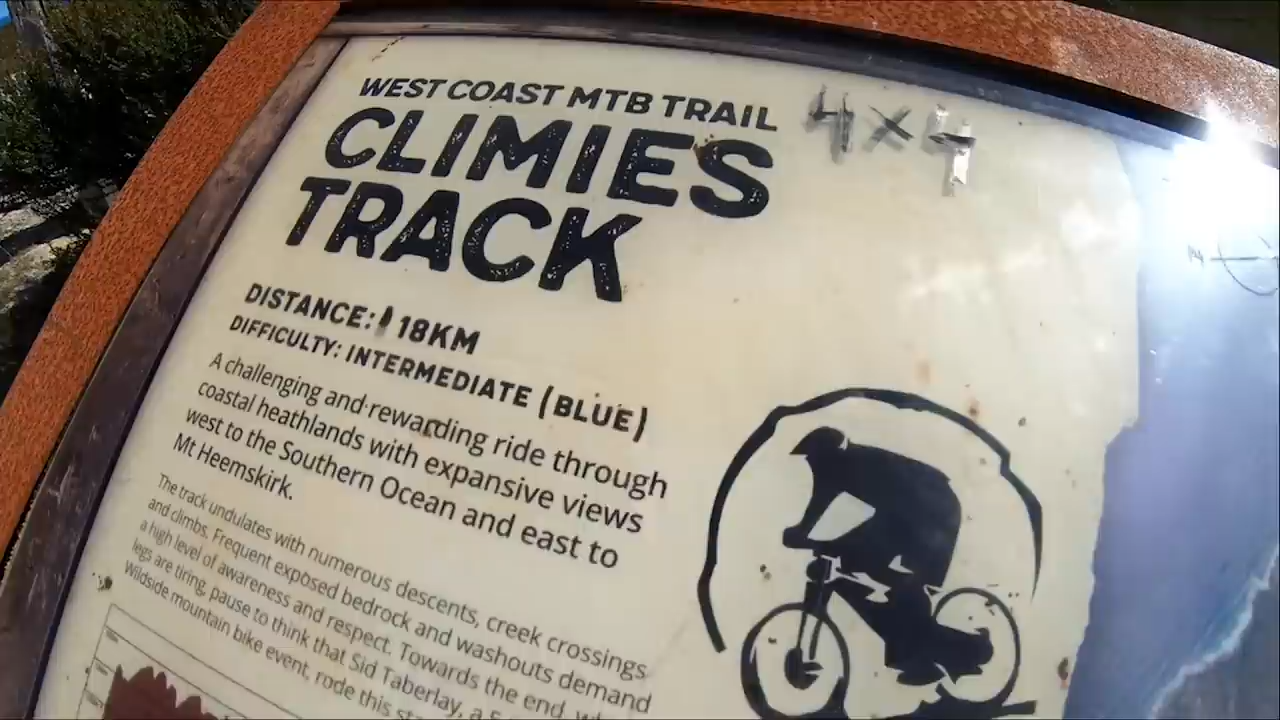 WEST COAST MTB TRAIL
4x4
CLIMIES
TRACK
DISTANCE: 18KM
DIFFICULTY: INTERMEDIATE (BLUE)
A challenging and rewarding ride through
coastal heathlands with expansive views
west to the Southern Ocean and east to
Mt Heemskirk.
The track undulates with numerous descents, creek crossings
and climbs. Frequent exposed bedrock and washouts demand
a high level of awareness and respect. Towards the end,
legs are tiring, pause to think that Sid Taberlay, a
Wildside mountain bike event, rode this